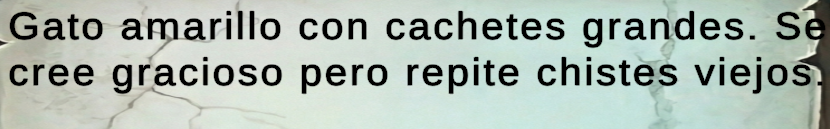 Gato amarillo con cachetes grandes. Se
cree gracioso pero repite chistes viejos.